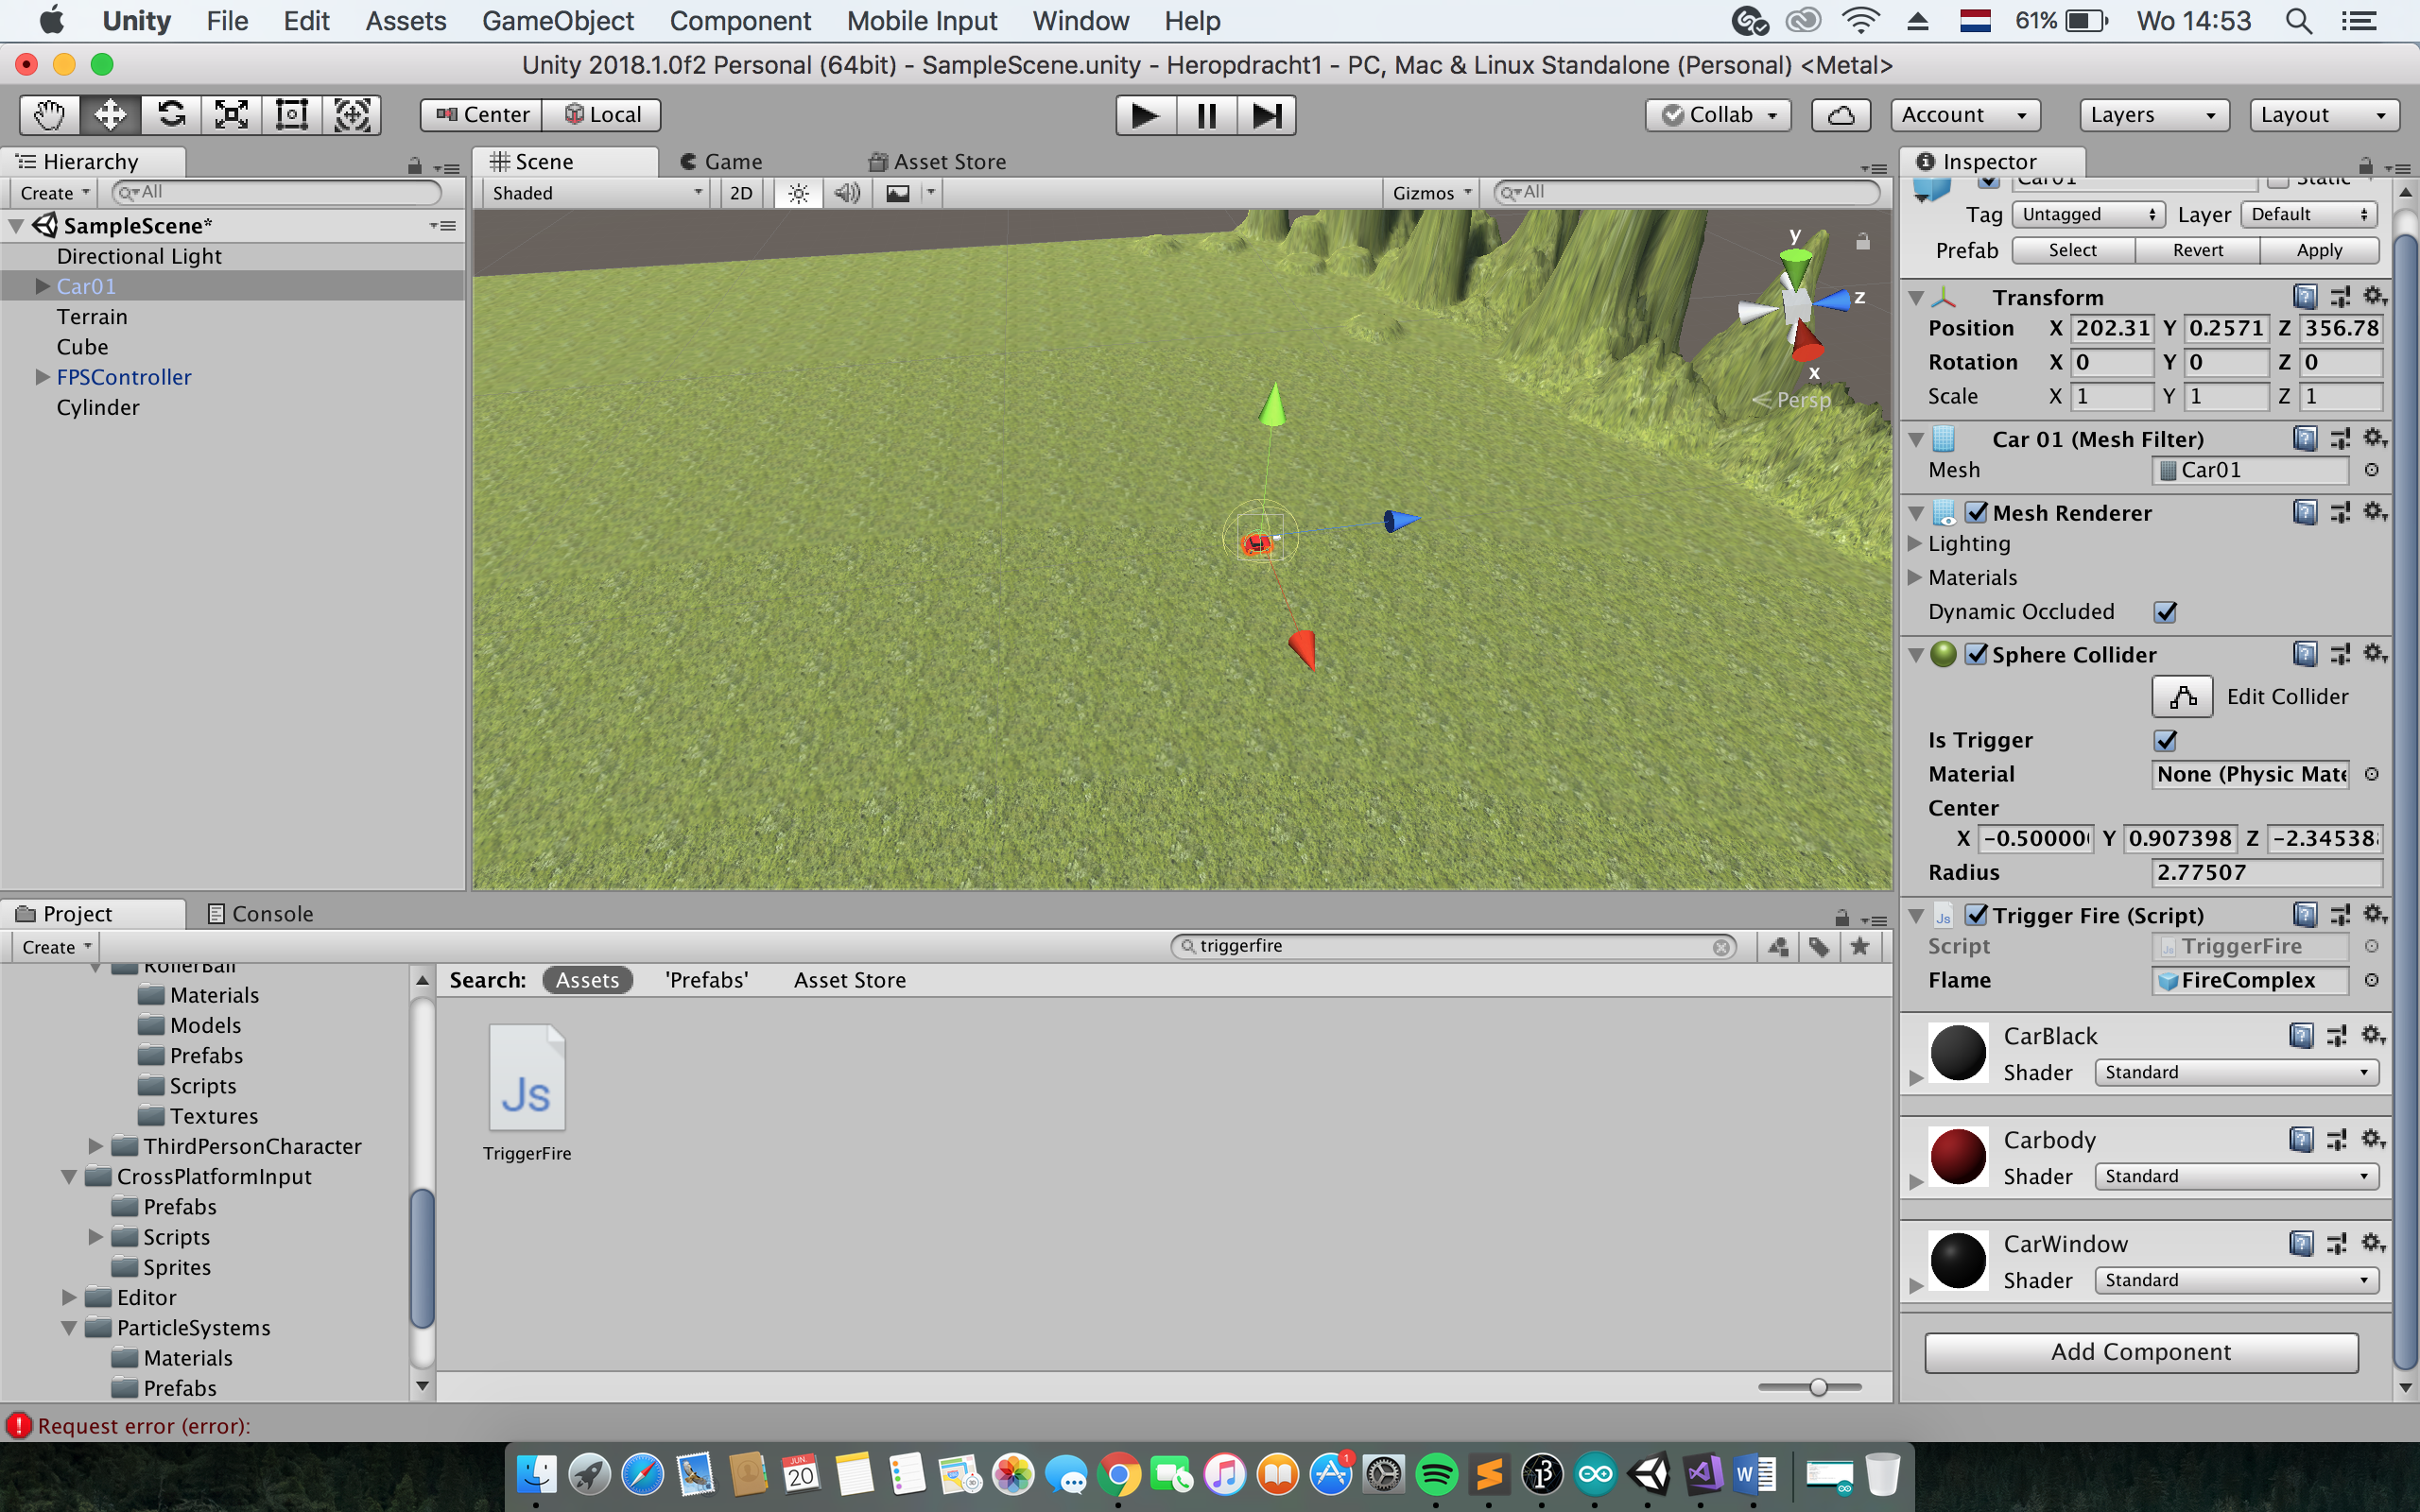 Unity File Edit Assets GameObject Component Mobile Input Window Help 61% Wo 14:53
Unity 2018.1.0f2 Personal (64bit) - SampleScene.unity - Heropdracht1 - PC, Mac & Linux Standalone (Personal) <Metal>
Center Local Collab Account Layers Layout
Hierarchy
Create All
SampleScene*
Directional Light
Car01
Terrain
Cube
FPSController
Cylinder
Scene Game Asset Store
Shaded 2D Gizmos All
y
z
x
Persp
Inspector
Car01 Static
Tag Untagged Layer Default
Prefab Select Revert Apply
Transform
Position X 202.31 Y 0.2571 Z 356.78
Rotation X 0 Y 0 Z 0
Scale X 1 Y 1 Z 1
Car 01 (Mesh Filter)
Mesh Car01
Mesh Renderer
Lighting
Materials
Dynamic Occluded
Sphere Collider
Edit Collider
Is Trigger
Material None (Physic Mate
Center
X -0.50000 Y 0.907398 Z -2.34538
Radius 2.77507
Js Trigger Fire (Script)
Script TriggerFire
Flame FireComplex
CarBlack
Shader Standard
Carbody
Shader Standard
CarWindow
Shader Standard
Add Component
Project Console
Create triggerfire
RollerBall
Materials
Models
Prefabs
Scripts
Textures
ThirdPersonCharacter
CrossPlatformInput
Prefabs
Scripts
Sprites
Editor
ParticleSystems
Materials
Prefabs
Search: Assets 'Prefabs' Asset Store
Js
TriggerFire
Request error (error):
JUN. 20
1
W